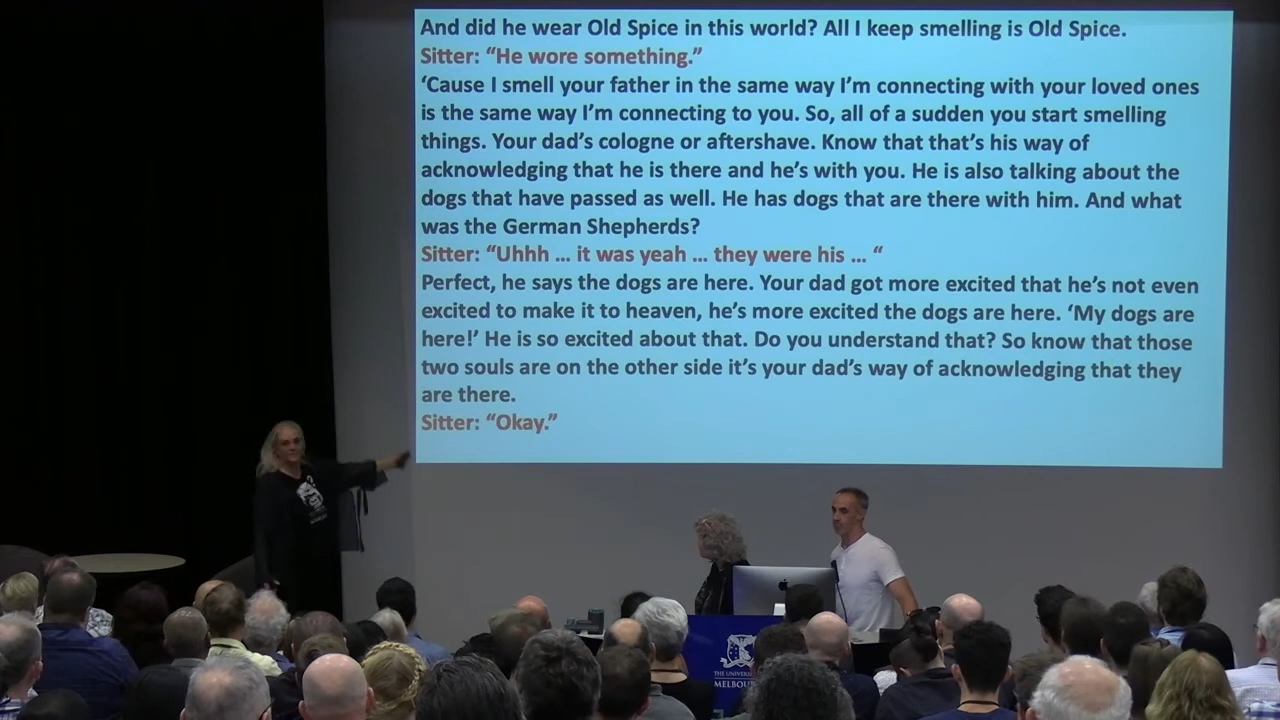 And did he wear Old Spice in this world? All I keep smelling is Old Spice.
Sitter: “He wore something.”
‘Cause I smell your father in the same way I’m connecting with your loved ones
is the same way I’m connecting to you. So, all of a sudden you start smelling
things. Your dad’s cologne or aftershave. Know that that’s his way of
acknowledging that he is there and he’s with you. He is also talking about the
dogs that have passed as well. He has dogs that are there with him. And what
was the German Shepherds?
Sitter: “Uhhh ... it was yeah ... they were his ... “
Perfect, he says the dogs are here. Your dad got more excited that he’s not even
excited to make it to heaven, he’s more excited the dogs are here. ‘My dogs are
here!’ He is so excited about that. Do you understand that? So know that those
two souls are on the other side it’s your dad’s way of acknowledging that they
are there.
Sitter: “Okay.”
THE UNIVERSITY
MELBOU